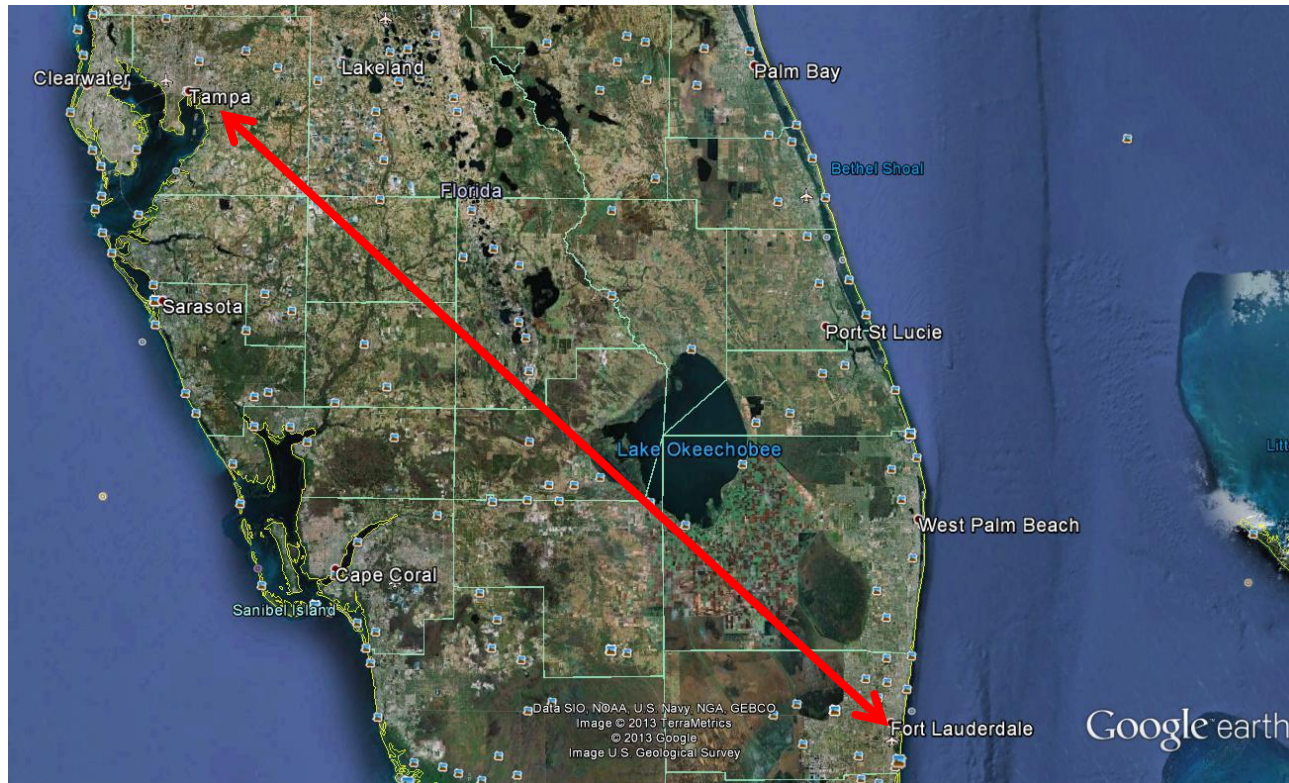 Clearwater
Tampa
Lakeland
Palm Bay
Bethel Shoal
Florida
Sarasota
Port St Lucie
Lake Okeechobee
West Palm Beach
Cape Coral
Sanibel Island
Data SIO, NOAA, U.S. Navy, NGA, GEBCO
Image © 2013 TerraMetrics
© 2013 Google
Image U.S. Geological Survey
Fort Lauderdale
Google earth
Litt